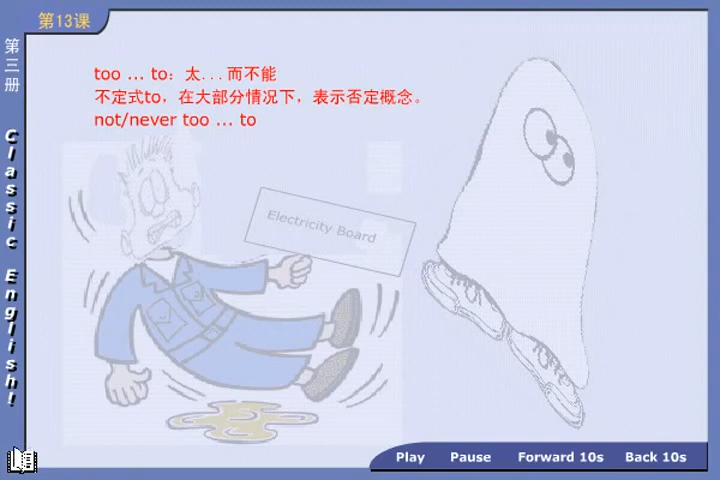 第13课
第三册
Classic English!
too ... to：太...而不能
不定式to，在大部分情况下，表示否定概念。
not/never too ... to
Electricity Board
Play Pause Forward 10s Back 10s